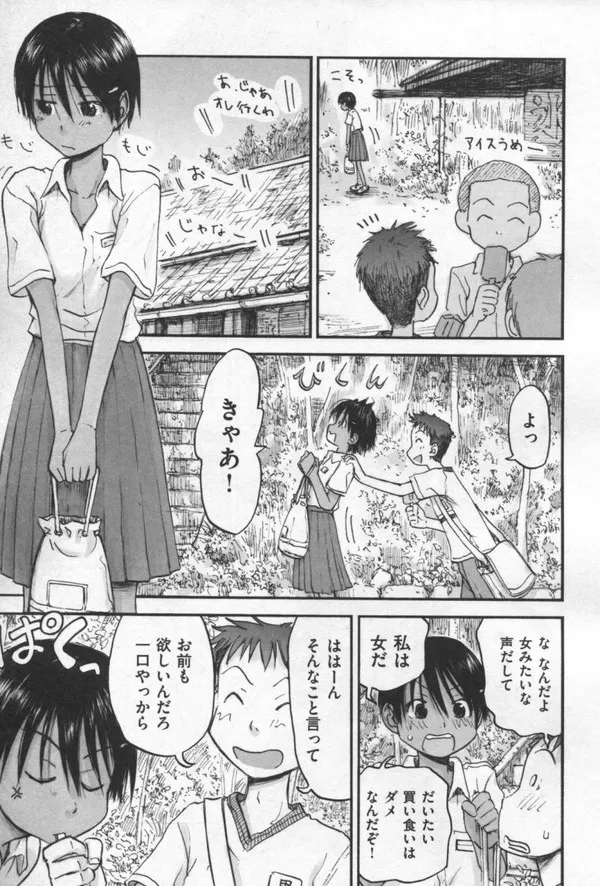 こそっ
氷
アイスうめー
あ、じゃあ
オレ行くわ
おー
じゃな
もじ
もじ
よっ
びくん
きゃあ！
な なんだよ
女みたいな
声だして
私は
女だ
だいたい
買い食いは
ダメ
なんだぞ！
ははーん
そんなこと言って
お前も
欲しいんだろ
一口やっから
ぱくっ